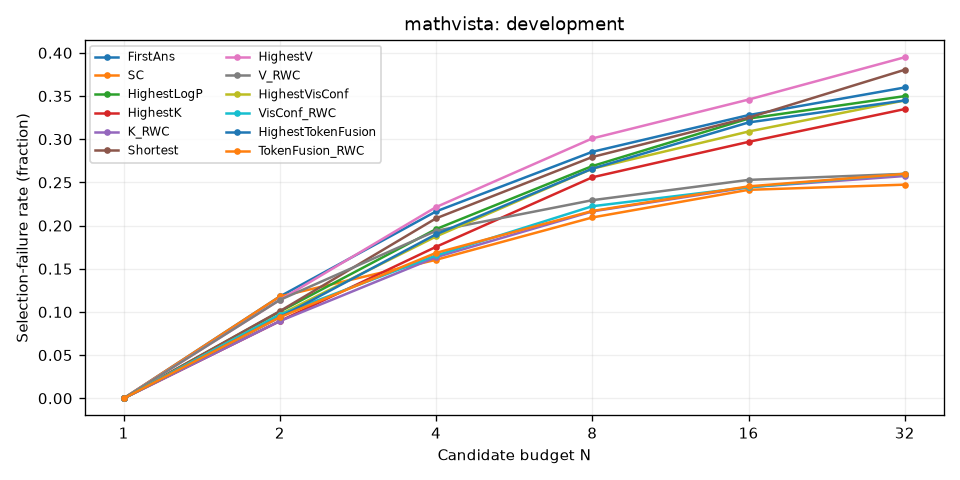 mathvista: development
FirstAns
SC
HighestLogP
HighestK
K_RWC
Shortest
HighestV
V_RWC
HighestVisConf
VisConf_RWC
HighestTokenFusion
TokenFusion_RWC
Selection-failure rate (fraction)
0.40
0.35
0.30
0.25
0.20
0.15
0.10
0.05
0.00
1 2 4 8 16 32
Candidate budget N